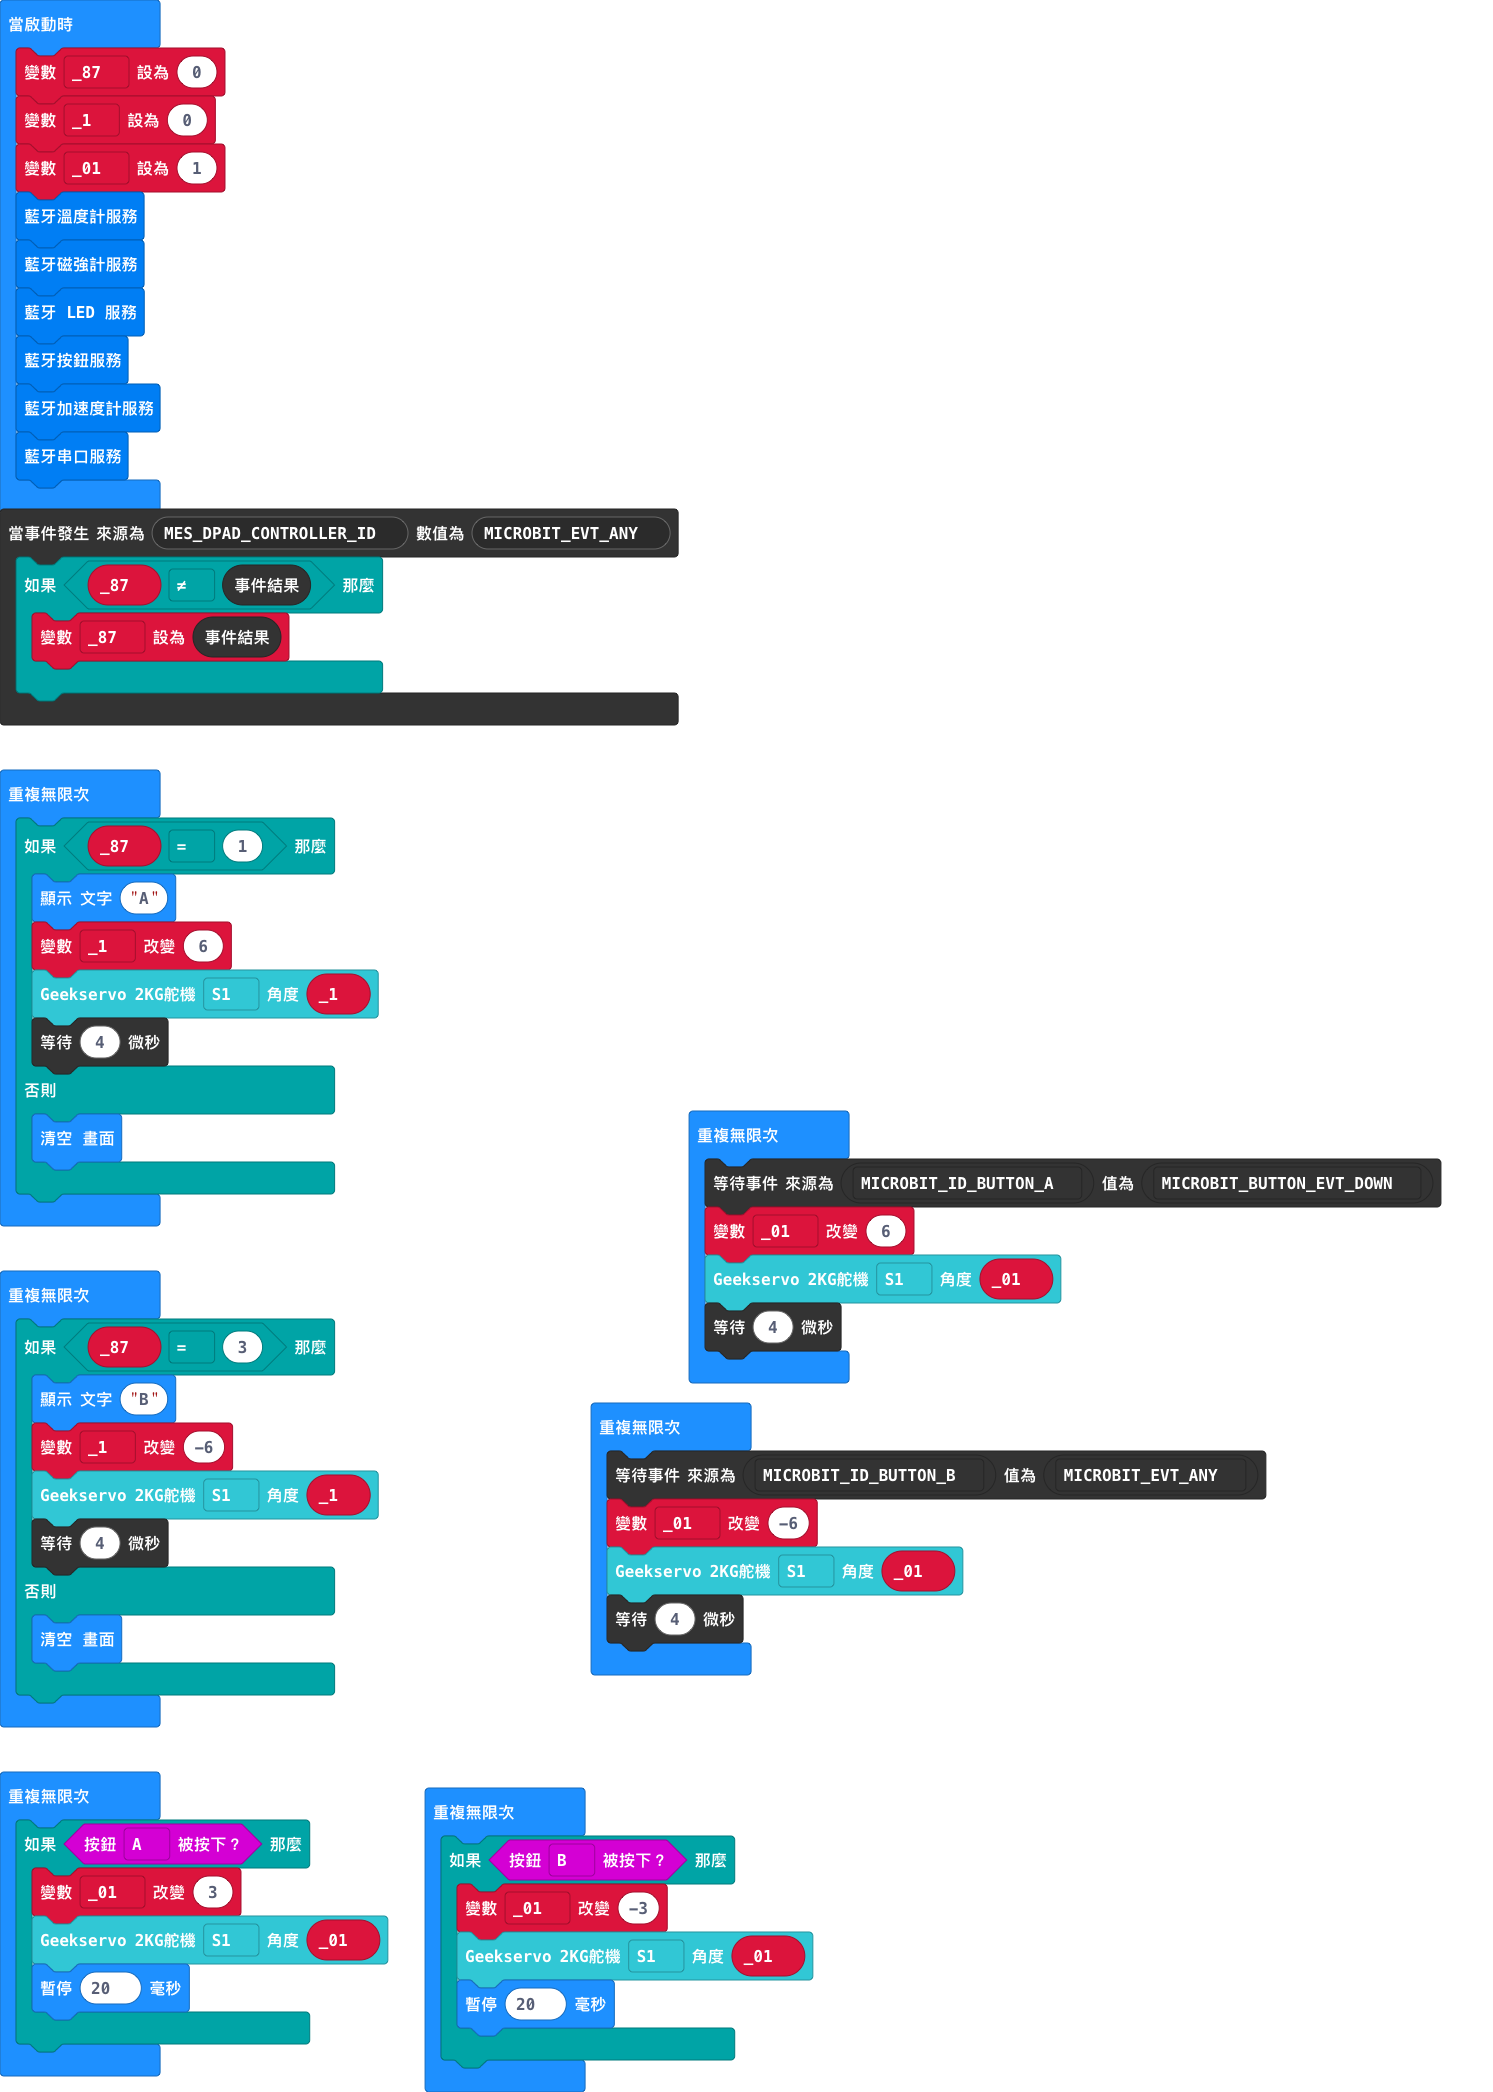 當啟動時
變數 _87 設為 0
變數 _1 設為 0
變數 _01 設為 1
藍牙溫度計服務
藍牙磁強計服務
藍牙 LED 服務
藍牙按鈕服務
藍牙加速度計服務
藍牙串口服務
當事件發生 來源為 MES_DPAD_CONTROLLER_ID 數值為 MICROBIT_EVT_ANY
如果 _87 ≠ 事件結果 那麼
變數 _87 設為 事件結果
重複無限次
如果 _87 = 1 那麼
顯示 文字 "A"
變數 _1 改變 6
Geekservo 2KG舵機 S1 角度 _1
等待 4 微秒
否則
清空 畫面
重複無限次
等待事件 來源為 MICROBIT_ID_BUTTON_A 值為 MICROBIT_BUTTON_EVT_DOWN
變數 _01 改變 6
Geekservo 2KG舵機 S1 角度 _01
等待 4 微秒
重複無限次
如果 _87 = 3 那麼
顯示 文字 "B"
變數 _1 改變 −6
Geekservo 2KG舵機 S1 角度 _1
等待 4 微秒
否則
清空 畫面
重複無限次
等待事件 來源為 MICROBIT_ID_BUTTON_B 值為 MICROBIT_EVT_ANY
變數 _01 改變 −6
Geekservo 2KG舵機 S1 角度 _01
等待 4 微秒
重複無限次
如果 按鈕 A 被按下？ 那麼
變數 _01 改變 3
Geekservo 2KG舵機 S1 角度 _01
暫停 20 毫秒
重複無限次
如果 按鈕 B 被按下？ 那麼
變數 _01 改變 −3
Geekservo 2KG舵機 S1 角度 _01
暫停 20 毫秒